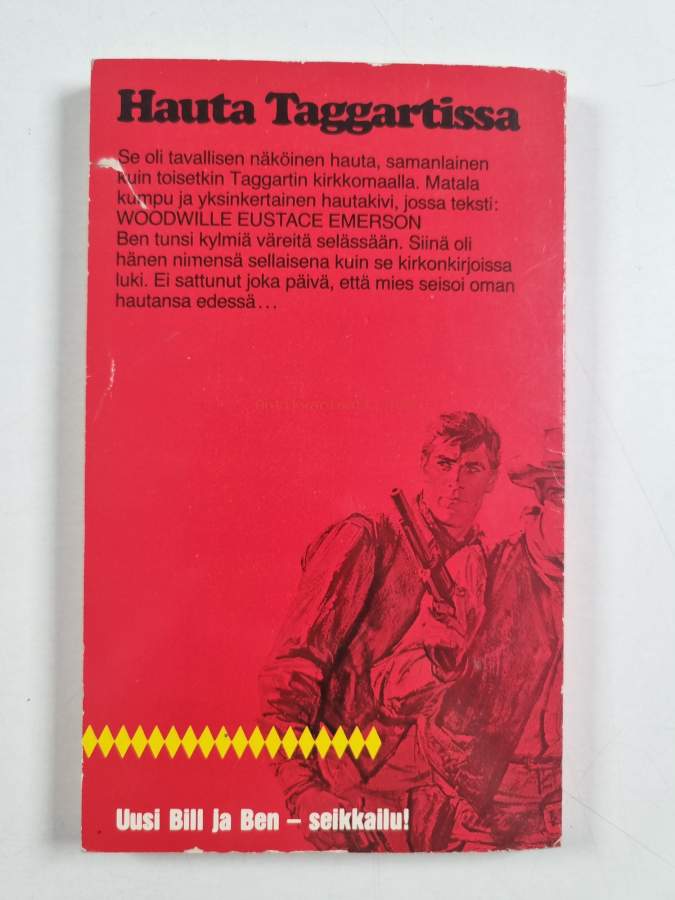 Hauta Taggartissa
Se oli tavallisen näköinen hauta, samanlainen
kuin toisetkin Taggartin kirkkomaalla. Matala
kumpu ja yksinkertainen hautakivi, jossa teksti:
WOODWILLE EUSTACE EMERSON
Ben tunsi kylmiä väreitä selässään. Siinä oli
hänen nimensä sellaisena kuin se kirkonkirjoissa
luki. Ei sattunut joka päivä, että mies seisoi oman
hautansa edessä...
Uusi Bill ja Ben – seikkailu!